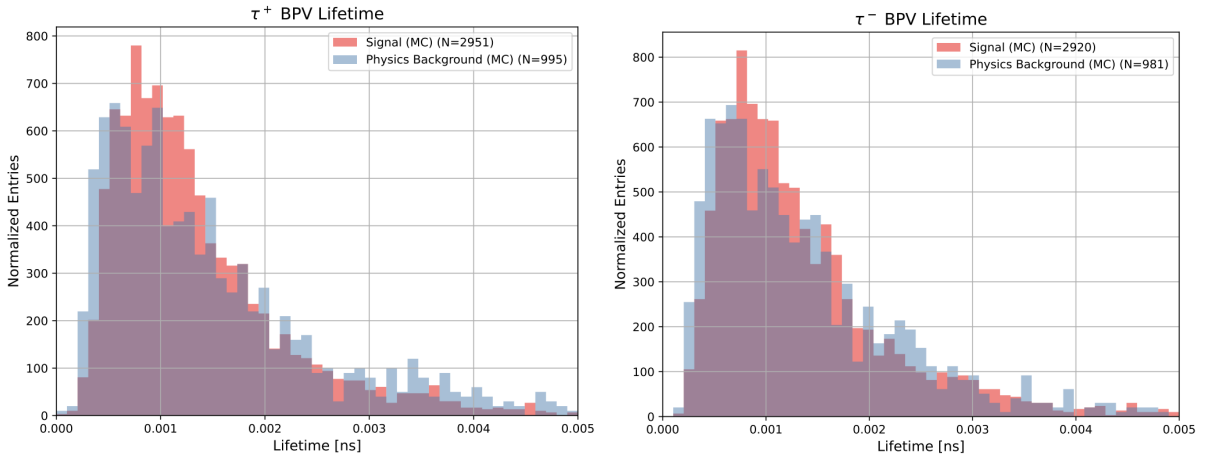 τ⁺ BPV Lifetime
Signal (MC) (N=2951)
Physics Background (MC) (N=995)
Normalized Entries
800
700
600
500
400
300
200
100
0
0.000 0.001 0.002 0.003 0.004 0.005
Lifetime [ns]
τ⁻ BPV Lifetime
Signal (MC) (N=2920)
Physics Background (MC) (N=981)
Normalized Entries
800
700
600
500
400
300
200
100
0
0.000 0.001 0.002 0.003 0.004 0.005
Lifetime [ns]